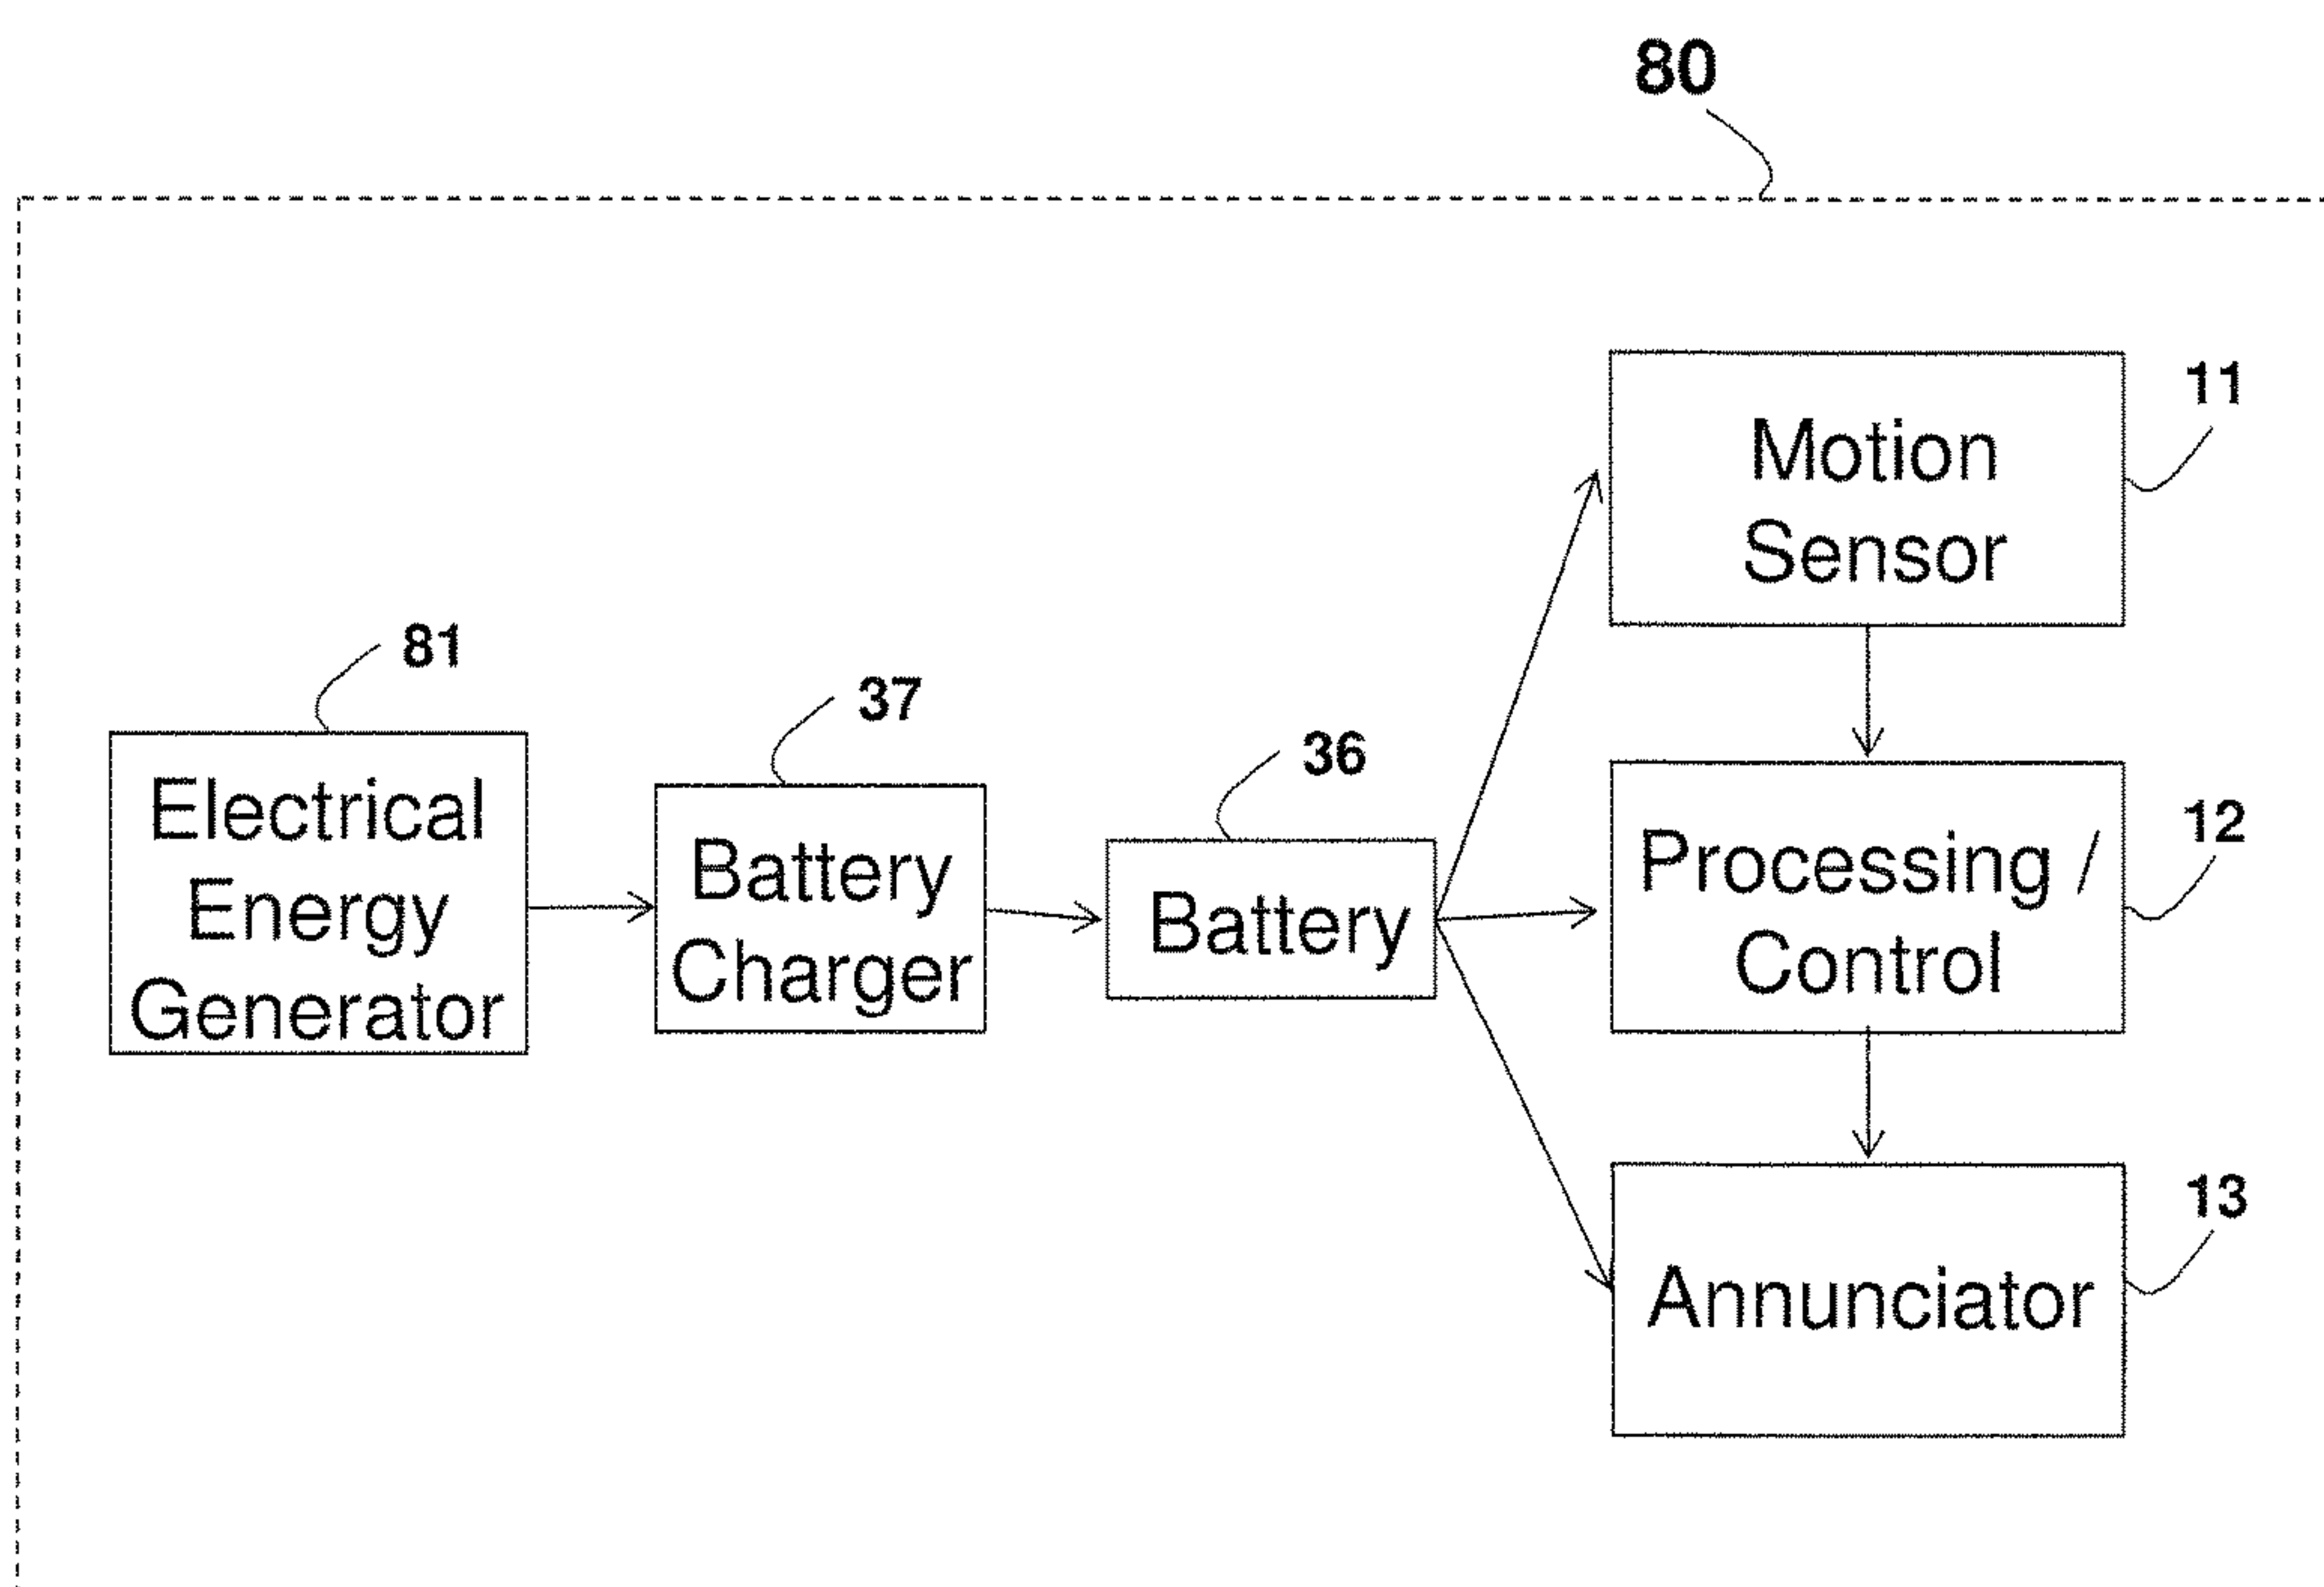 80
11
Motion
Sensor
81
Electrical
Energy
Generator
37
Battery
Charger
36
Battery
12
Processing /
Control
13
Annunciator